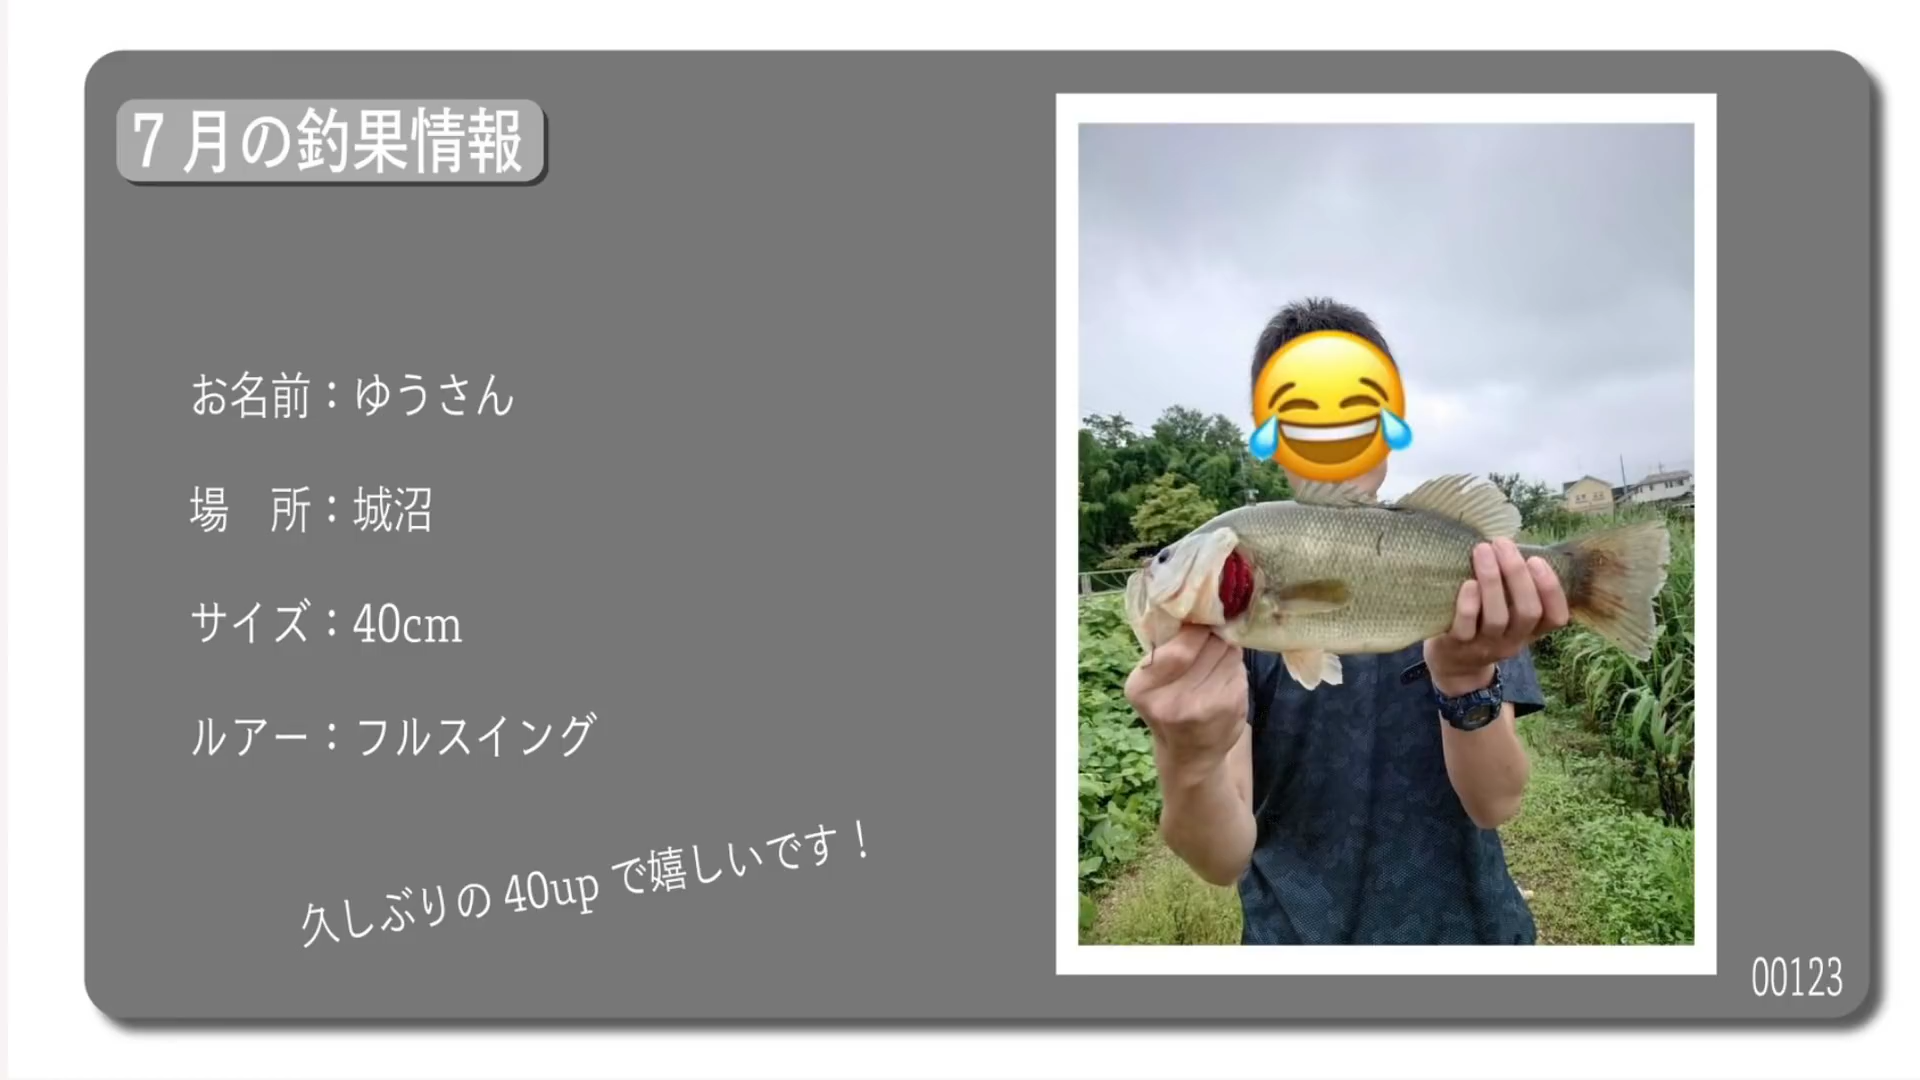 7月の釣果情報
お名前：ゆうさん
場　所：城沼
サイズ：40cm
ルアー：フルスイング
久しぶりの40upで嬉しいです！
00123